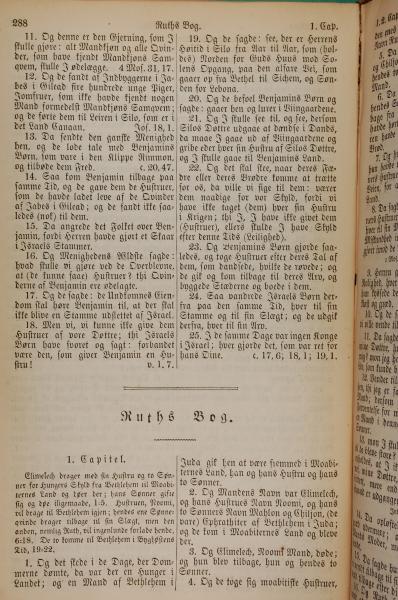 288
Ruths Bog.
1. Cap.
11. Og denne er den Gjerning, som I
skulle gjøre: alt Mandkjøn og alle Qvin-
der, som have kjendt Mandkjøns Sam-
qvem, skulle I ødelægge. 4 Mos. 31, 17.
12. Og de fandt af Indbyggerne i Ja-
bes i Gilead fire hundrede unge Piger,
Jomfruer, som ikke havde kjendt nogen
Mand formedelst Mandkjøns Samqvem;
og de førte dem til Leiren i Silo, som er i
det Land Canaan. Jos. 18, 1.
13. Da sendte den ganske Menighed
hen, og de lode tale med Benjamins
Børn, som vare i den Klippe Rimmon,
og tilbøde dem Fred. c. 20, 47.
14. Saa kom Benjamin tilbage paa
samme Tid, og de gave dem de Hustruer,
som de havde ladet leve af de Qvinder
af Jabes i Gilead; og de fandt ikke saa-
ledes (nok) til dem.
15. Da angrede det Folket over Ben-
jamin, fordi Herren havde gjort et Skaar
i Israels Stammer.
16. Og Menighedens Ældste sagde:
hvad skulle vi gjøre ved de Overblevne,
at (de kunne faae) Hustruer? thi Qvin-
derne af Benjamin ere ødelagte.
17. Og de sagde: de Undkomnes Eien-
dom skal høre Benjamin til, at der skal
ikke blive en Stamme udslettet af Israel.
18. Men vi, vi kunne ikke give dem
Hustruer af vore Døttre; thi Israels
Børn have svoret og sagt: forbandet
være den, som giver Benjamin en Hu-
stru! v. 1. 7.
19. Og de sagde: see, der er Herrens
Høitid i Silo fra Aar til Aar, som (hol-
des) Norden for Guds Huus mod So-
lens Opgang, paa den alfare Vei, som
gaaer op fra Bethel til Sichem, og Søn-
den for Lebona.
20. Og de befoel Benjamins Børn og
sagde: gaaer hen og lurer i Viingaardene.
21. Og I skulle see til, og see, dersom
Silos Døttre udgaae at dandse i Dands,
da maae I gaae ud af Viingaardene og
gribe eder hver sin Hustru af Silos Døttre,
og I skulle gaae til Benjamins Land.
22. Og det skal skee, naar deres Fæ-
dre eller deres Brødre komme at trætte
for os, da ville vi sige til dem: værer
dem naadige for vor Skyld, fordi vi
have ikke taget (dem) hver sin Hustru
i Krigen; thi I, I have ikke givet dem
(Hustruer), ellers skulde I have Skyld
efter denne Tids (Leilighed).
23. Og Benjamins Børn gjorde saa-
ledes, og toge Hustruer efter deres Tal af
dem, som dandsede, hvilke de røvede; og
de gik og kom tilbage til deres Arv, og
byggede Stæderne og boede i dem.
24. Saa vandrede Israels Børn der-
fra paa den samme Tid, hver til sin
Stamme og til sin Slægt; og de udgik
derfra, hver til sin Arv.
25. I de samme Dage var ingen Konge
i Israel; hver gjorde det, som var ret for
hans Øine. c. 17, 6; 18, 1; 19, 1.
Ruths Bog.
1. Capitel.
Elimelech drager med sin Hustru og to Søn-
ner for Hungers Skyld fra Bethlehem til Moabi-
ternes Land og døer der; hans Sønner gifte
sig og døe iligemaade, 1-5. Hustruen, Noomi,
vil drage til Bethlehem igjen; hendes ene Sønne-
qvinde drager tilbage til sin Slægt, men den
anden, nemlig Ruth, vil ingenlunde forlade hende,
6-18. De to komme til Bethlehem i Byghøstens
Tid, 19-22.
1. Og det skede i de Dage, der Dom-
merne dømte, da var der en Hunger i
Landet; og en Mand af Bethlehem i
Juda gik hen at være fremmed i Moabi-
ternes Land, han og hans Hustru og hans
to Sønner.
2. Og Mandens Navn var Elimelech,
og hans Hustrues Navn Noomi, og hans
to Sønners Navn Mahlon og Chiljon, (de
vare) Ephrathiter af Bethlehem i Juda;
og de kom i Moabiternes Land og bleve
der.
3. Og Elimelech, Noomi Mand, døde;
og hun blev tilbage, hun og hendes to
Sønner.
4. Og de toge sig moabitiske Hustruer,